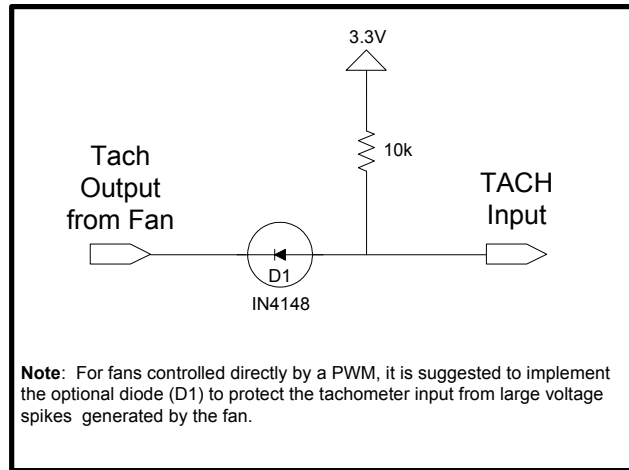 3.3V
10k
Tach
Output
from Fan
TACH
Input
D1
IN4148
Note: For fans controlled directly by a PWM, it is suggested to implement
the optional diode (D1) to protect the tachometer input from large voltage
spikes generated by the fan.